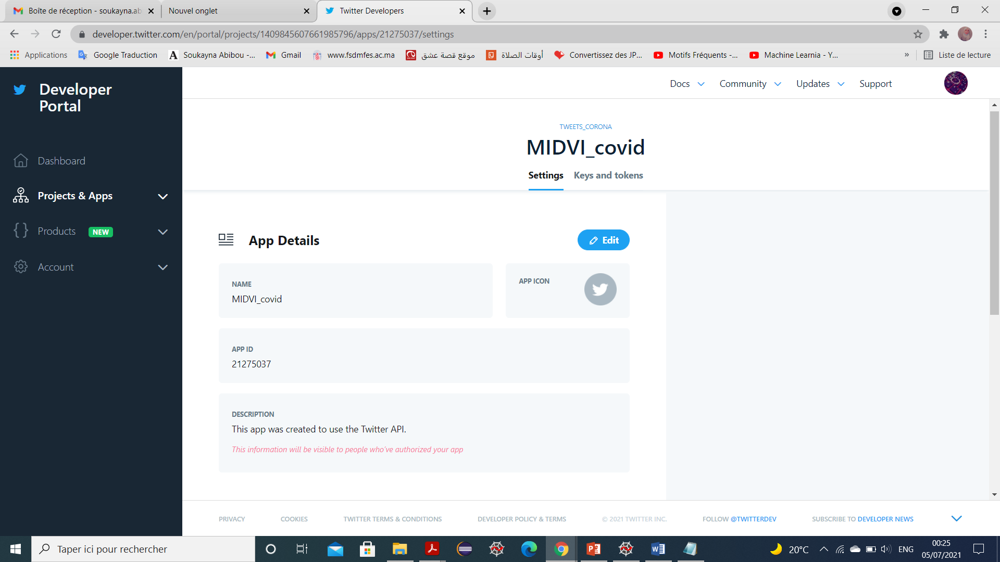 Boîte de réception - soukayna.ab
Nouvel onglet
Twitter Developers
developer.twitter.com/en/portal/projects/1409845607661985796/apps/21275037/settings
Applications
Google Traduction
Soukayna Abibou -...
Gmail
www.fsdmfes.ac.ma
موقع قصة عشق
أوقات الصلاة
Convertissez des JP...
Motifs Fréquents -...
Machine Learnia - Y...
»
Liste de lecture
Developer
Portal
Docs
Community
Updates
Support
TWEETS_CORONA
MIDVI_covid
Settings
Keys and tokens
Dashboard
Projects & Apps
Products NEW
Account
App Details
Edit
NAME
MIDVI_covid
APP ICON
APP ID
21275037
DESCRIPTION
This app was created to use the Twitter API.
This information will be visible to people who've authorized your app
PRIVACY
COOKIES
TWITTER TERMS & CONDITIONS
DEVELOPER POLICY & TERMS
© 2021 TWITTER INC.
FOLLOW @TWITTERDEV
SUBSCRIBE TO DEVELOPER NEWS
Taper ici pour rechercher
20°C
ENG
00:25
05/07/2021